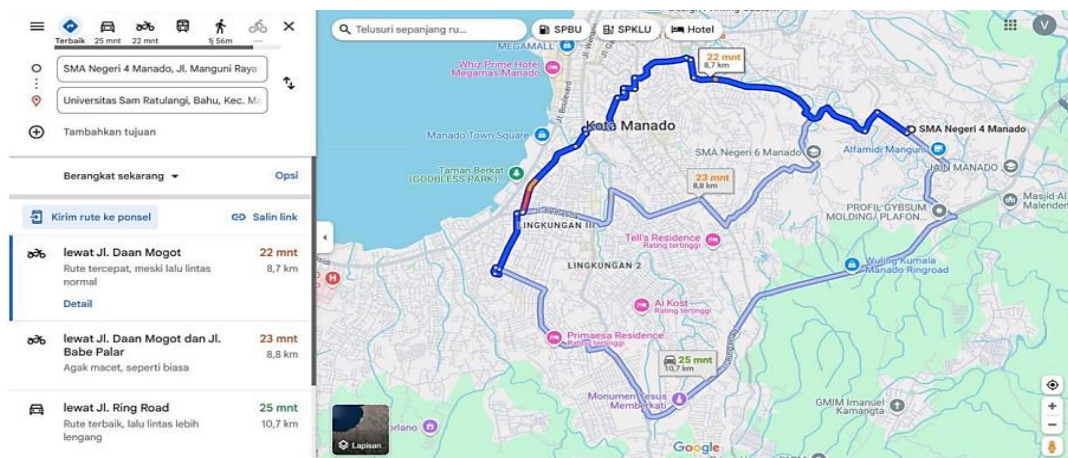 Terbaik 25 mnt 22 mnt 1j 56m —
SMA Negeri 4 Manado, Jl. Manguni Raya
Universitas Sam Ratulangi, Bahu, Kec. Ma
Tambahkan tujuan
Berangkat sekarang Opsi
Kirim rute ke ponsel Salin link
lewat Jl. Daan Mogot 22 mnt
Rute tercepat, meski lalu lintas normal 8,7 km
Detail
lewat Jl. Daan Mogot dan Jl. Babe Palar 23 mnt
Agak macet, seperti biasa 8,8 km
lewat Jl. Ring Road 25 mnt
Rute terbaik, lalu lintas lebih lengang 10,7 km
Telusuri sepanjang ru...
SPBU
SPKLU
Hotel
V
MEGAMALL
Whiz Prime Hotel
Megamas Manado
Jl. Boulevard
22 mnt
8,7 km
Manado Town Square
Kota Manado
SMA Negeri 4 Manado
Alfamidi Manguni
SMA Negeri 6 Manado
IAIN MANADO
Taman Berkat
(GODBLESS PARK)
23 mnt
8,8 km
Masjid Al
Malenden
PROFIL GYBSUM
MOLDING/ PLAFON...
LINGKUNGAN III
Tell's Residence
Rating tertinggi
LINGKUNGAN 2
Wuling Kumala
Manado Ringroad
H
Ai Kost
Rating tertinggi
Primaesa Residence
Rating tertinggi
25 mnt
10,7 km
Monumen Yesus
Memberkati
GMIM Imanuel
Kamangta
Lapisan
Google